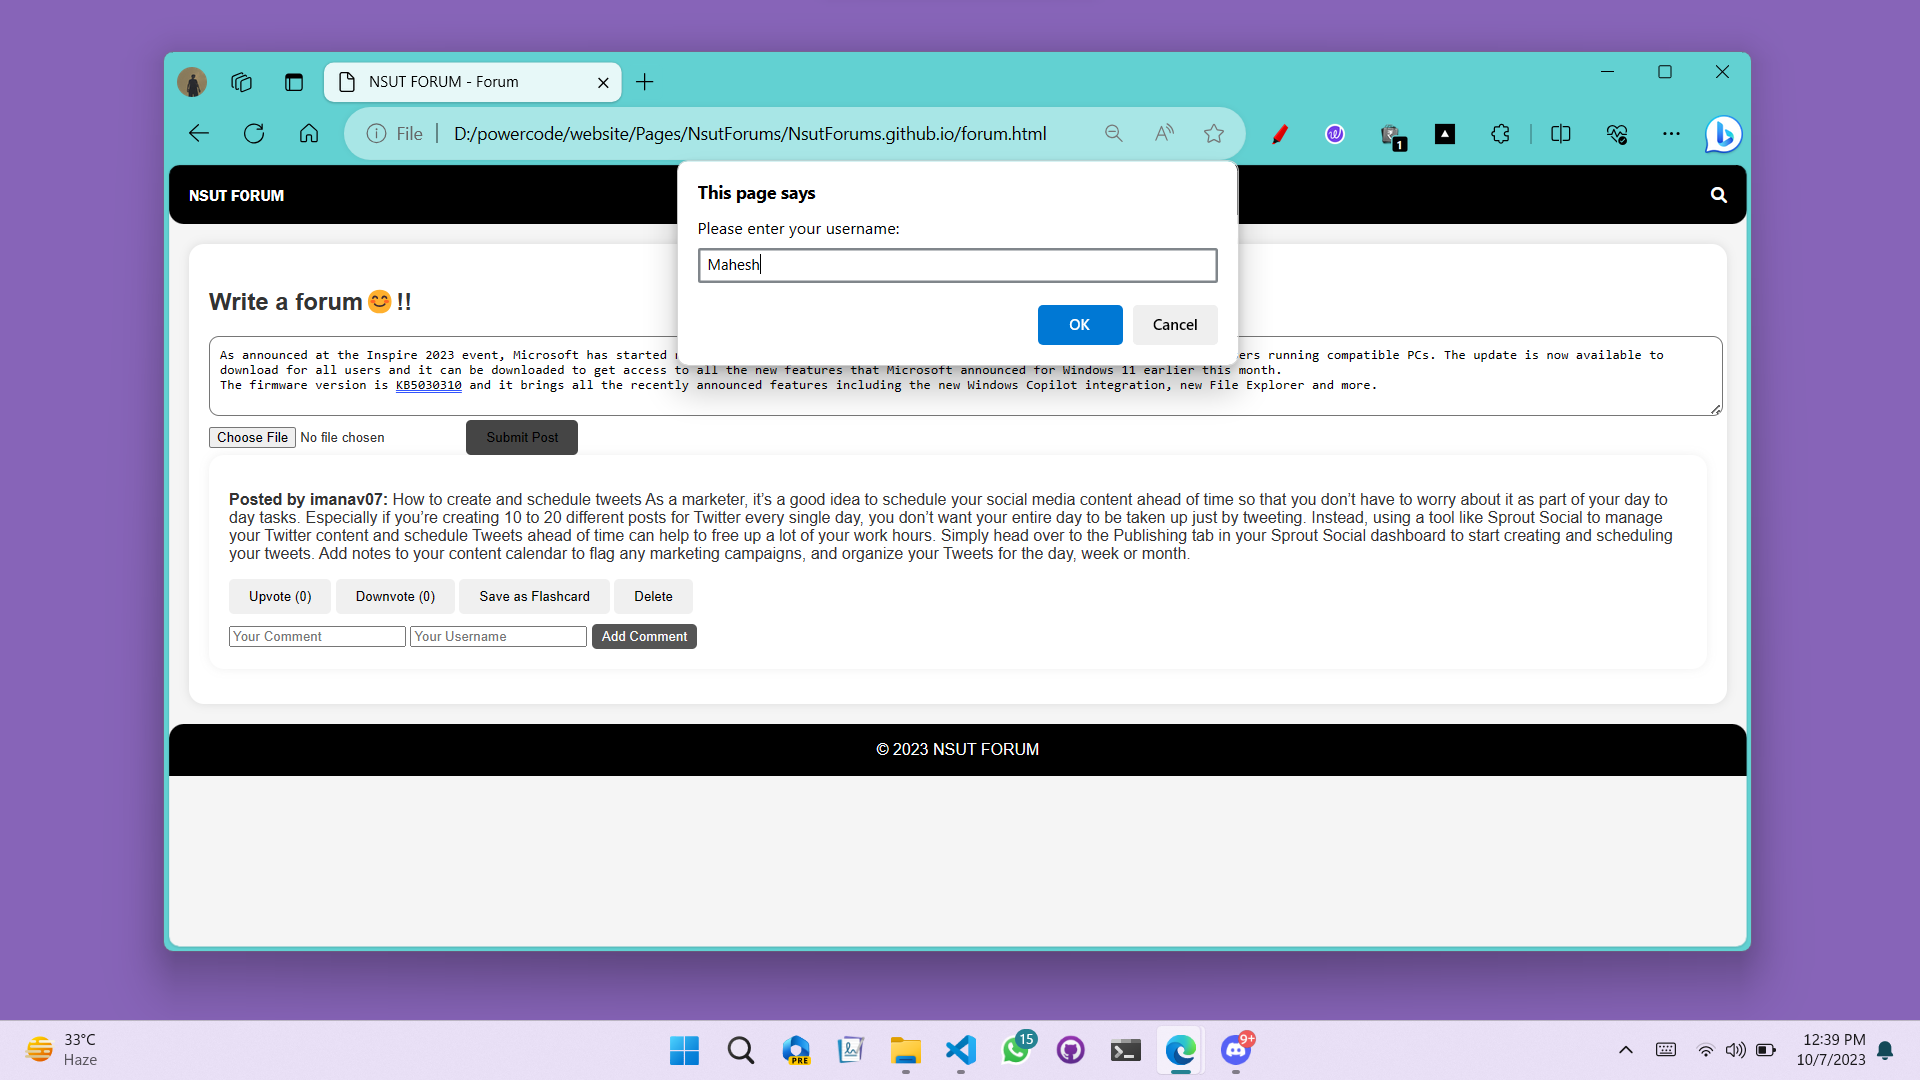 NSUT FORUM - Forum
File
D:/powercode/website/Pages/NsutForums/NsutForums.github.io/forum.html
1
NSUT FORUM
This page says
Please enter your username:
Mahesh
OK
Cancel
Write a forum😊!!
As announced at the Inspire 2023 event, Microsoft has started
ers running compatible PCs. The update is now available to
download for all users and it can be downloaded to get access to all the new features that Microsoft announced for Windows 11 earlier this month.
The firmware version is KB5030310 and it brings all the recently announced features including the new Windows Copilot integration, new File Explorer and more.
Choose File No file chosen
Submit Post
Posted by imanav07: How to create and schedule tweets As a marketer, it’s a good idea to schedule your social media content ahead of time so that you don’t have to worry about it as part of your day to
day tasks. Especially if you’re creating 10 to 20 different posts for Twitter every single day, you don’t want your entire day to be taken up just by tweeting. Instead, using a tool like Sprout Social to manage
your Twitter content and schedule Tweets ahead of time can help to free up a lot of your work hours. Simply head over to the Publishing tab in your Sprout Social dashboard to start creating and scheduling
your tweets. Add notes to your content calendar to flag any marketing campaigns, and organize your Tweets for the day, week or month.
Upvote (0)
Downvote (0)
Save as Flashcard
Delete
Your Comment
Your Username
Add Comment
© 2023 NSUT FORUM
33°C
Haze
PRE
15
9+
12:39 PM
10/7/2023